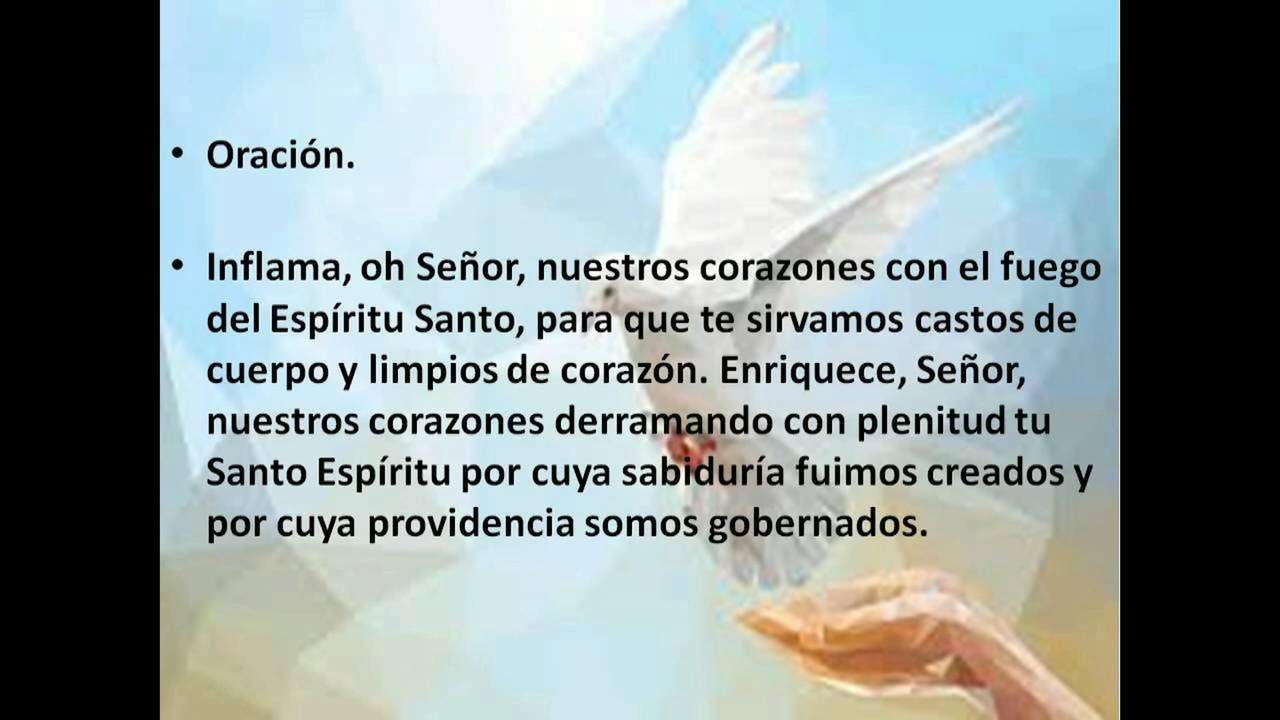 • Oración.
• Inflama, oh Señor, nuestros corazones con el fuego
del Espíritu Santo, para que te sirvamos castos de
cuerpo y limpios de corazón. Enriquece, Señor,
nuestros corazones derramando con plenitud tu
Santo Espíritu por cuya sabiduría fuimos creados y
por cuya providencia somos gobernados.